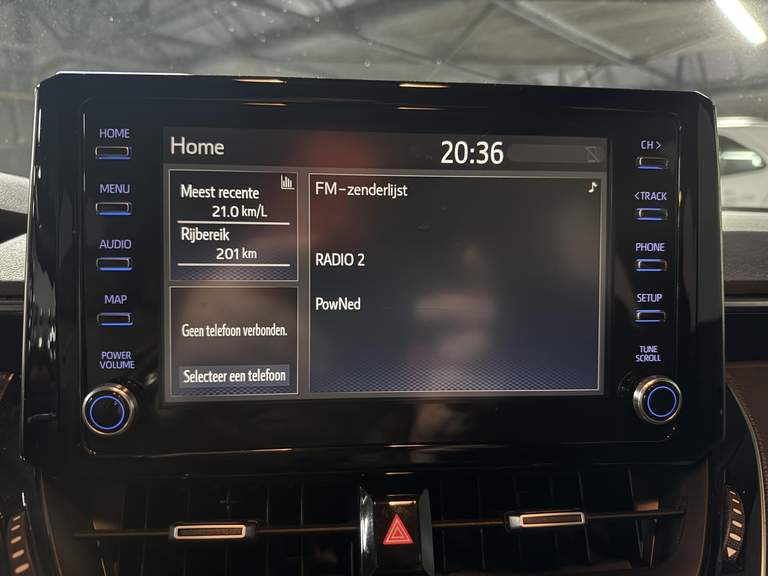 HOME
MENU
AUDIO
MAP
POWER
VOLUME
Home
20:36
Meest recente
21.0 km/L
Rijbereik
201 km
Geen telefoon verbonden.
Selecteer een telefoon
FM-zenderlijst
RADIO 2
PowNed
CH >
<TRACK
PHONE
SETUP
TUNE
SCROLL